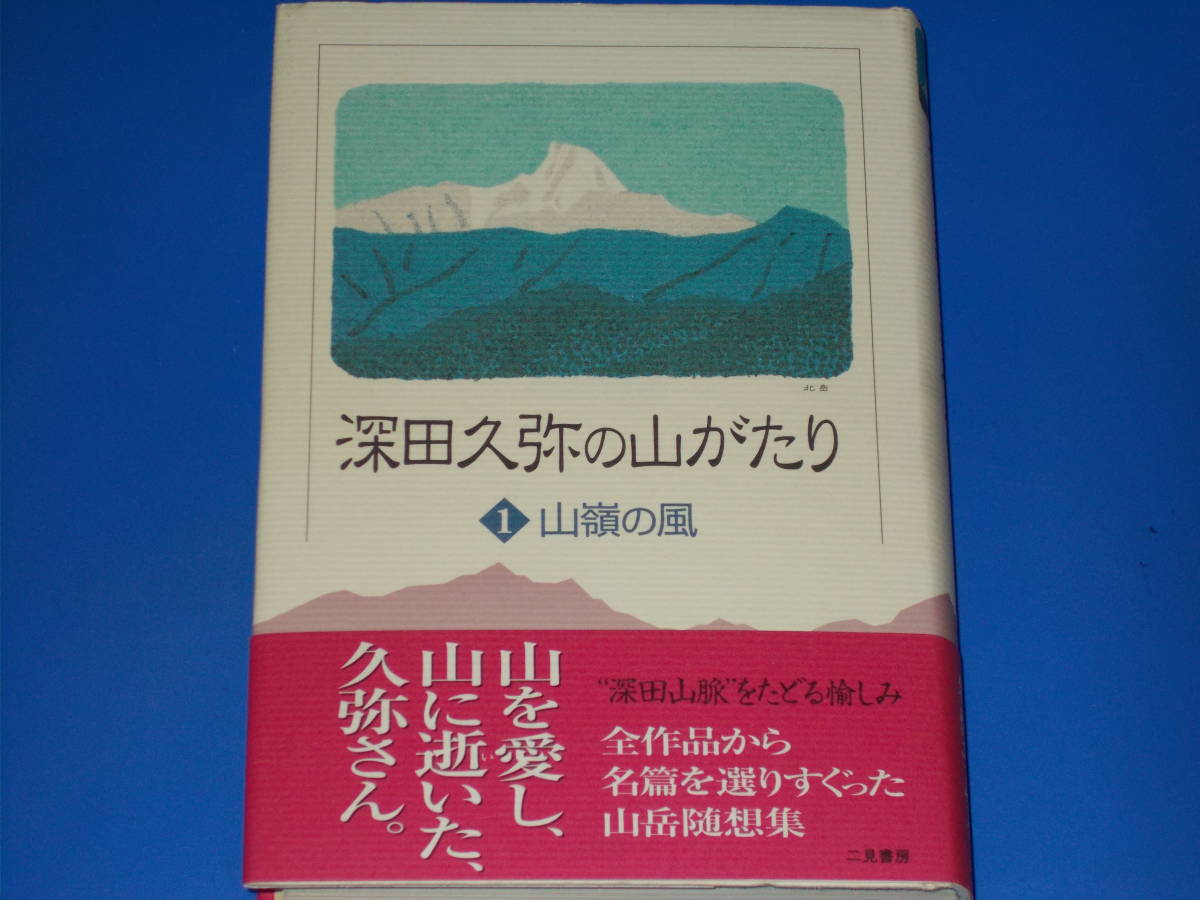 北岳
深田久弥の山がたり
1 山嶺の風
山を愛し、
山に逝いた、
久弥さん。
“深田山脈”をたどる愉しみ
全作品から
名篇を選りすぐった
山岳随想集
二見書房